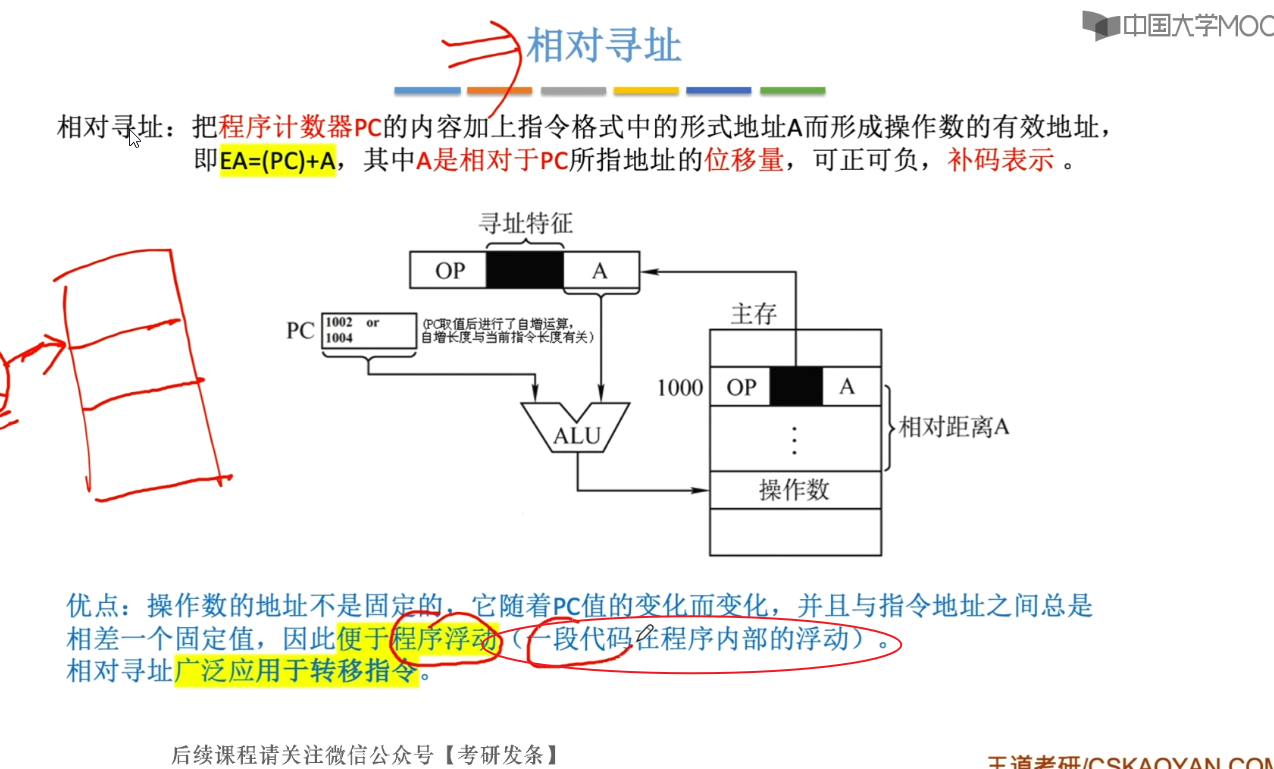 中国大学MOO
相对寻址
相对寻址：把程序计数器PC的内容加上指令格式中的形式地址A而形成操作数的有效地址，
即EA=(PC)+A，其中A是相对于PC所指地址的位移量，可正可负，补码表示 。
寻址特征
OP A
PC 1002 or
1004
(PC取值后进行了自增运算，
自增长度与当前指令长度有关)
主存
1000 OP A
ALU
⋮
相对距离A
操作数
优点：操作数的地址不是固定的，它随着PC值的变化而变化，并且与指令地址之间总是
相差一个固定值，因此便于程序浮动（一段代码在程序内部的浮动）。
相对寻址广泛应用于转移指令。
后续课程请关注微信公众号【考研发条】
王道考研/CSKAOYAN.COM